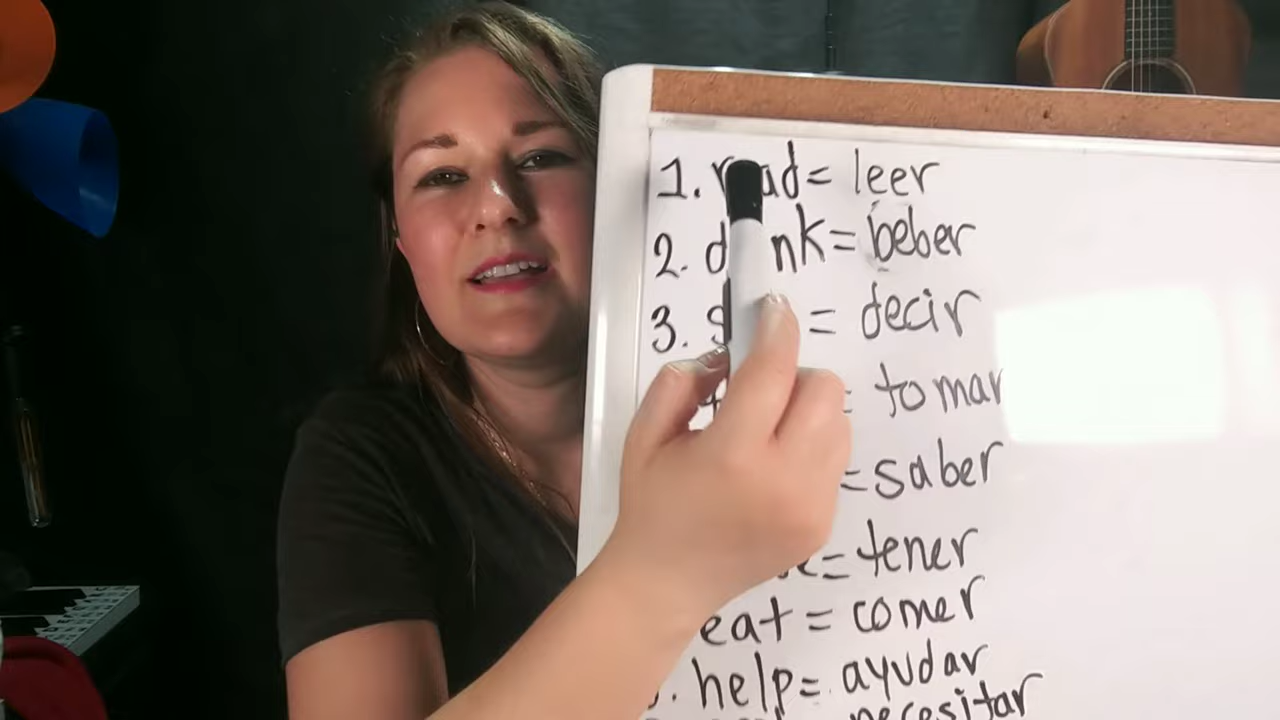 1. read = leer
2. drink = beber
3. = decir
= tomar
= saber
= tener
eat = comer
. help = ayudar
necesitar